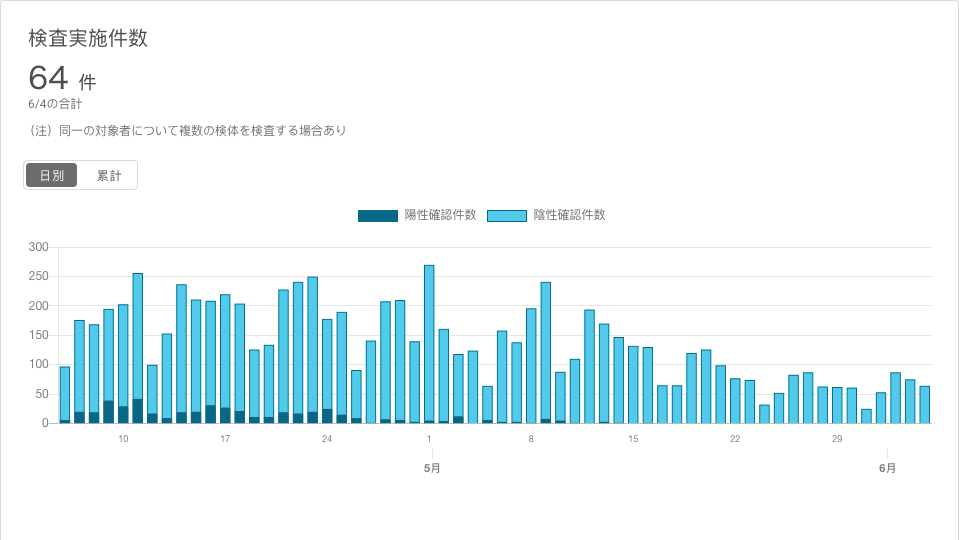 検査実施件数
64 件
6/4の合計
（注）同一の対象者について複数の検体を検査する場合あり
日別 累計
陽性確認件数 陰性確認件数
300
250
200
150
100
50
0
10 17 24 1 8 15 22 29
5月 6月